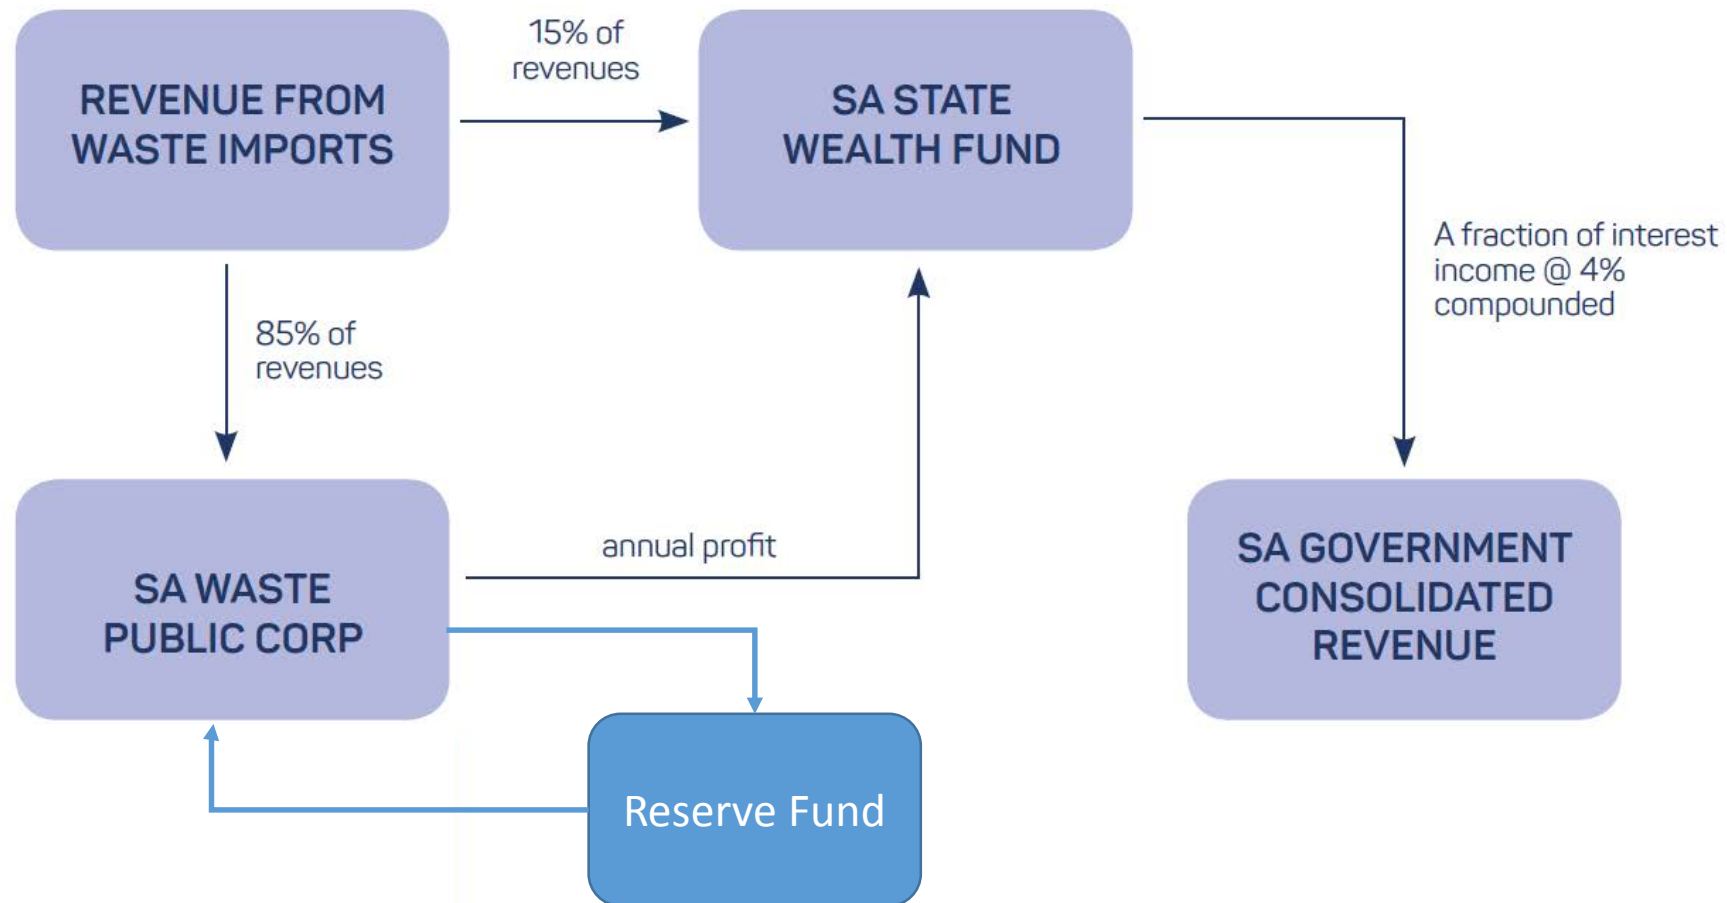 REVENUE FROM
WASTE IMPORTS
15% of
revenues
SA STATE
WEALTH FUND
A fraction of interest
income @ 4%
compounded
85% of
revenues
SA WASTE
PUBLIC CORP
annual profit
SA GOVERNMENT
CONSOLIDATED
REVENUE
Reserve Fund